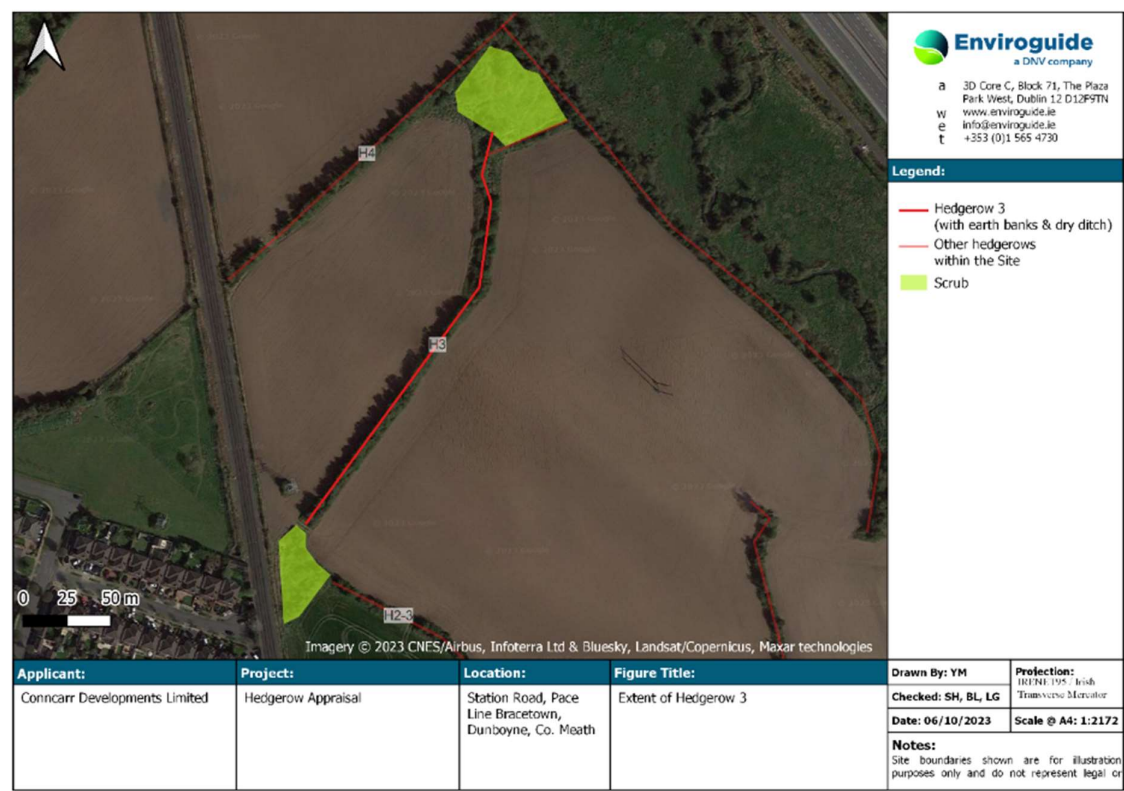 H4
H3
H2-3
0 25 50 m
Imagery © 2023 CNES/Airbus, Infoterra Ltd & Bluesky, Landsat/Copernicus, Maxar technologies
Enviroguide
a DNV company
a 3D Core C, Block 71, The Plaza
Park West, Dublin 12 D12F9TN
w www.enviroguide.ie
e info@enviroguide.ie
t +353 (0)1 565 4730
Legend:
Hedgerow 3
(with earth banks & dry ditch)
Other hedgerows
within the Site
Scrub
Applicant:
Conncarr Developments Limited
Project:
Hedgerow Appraisal
Location:
Station Road, Pace
Line Bracetown,
Dunboyne, Co. Meath
Figure Title:
Extent of Hedgerow 3
Drawn By: YM
Projection:
IRENET95 / Irish
Transverse Mercator
Checked: SH, BL, LG
Date: 06/10/2023
Scale @ A4: 1:2172
Notes:
Site boundaries shown are for illustration
purposes only and do not represent legal or